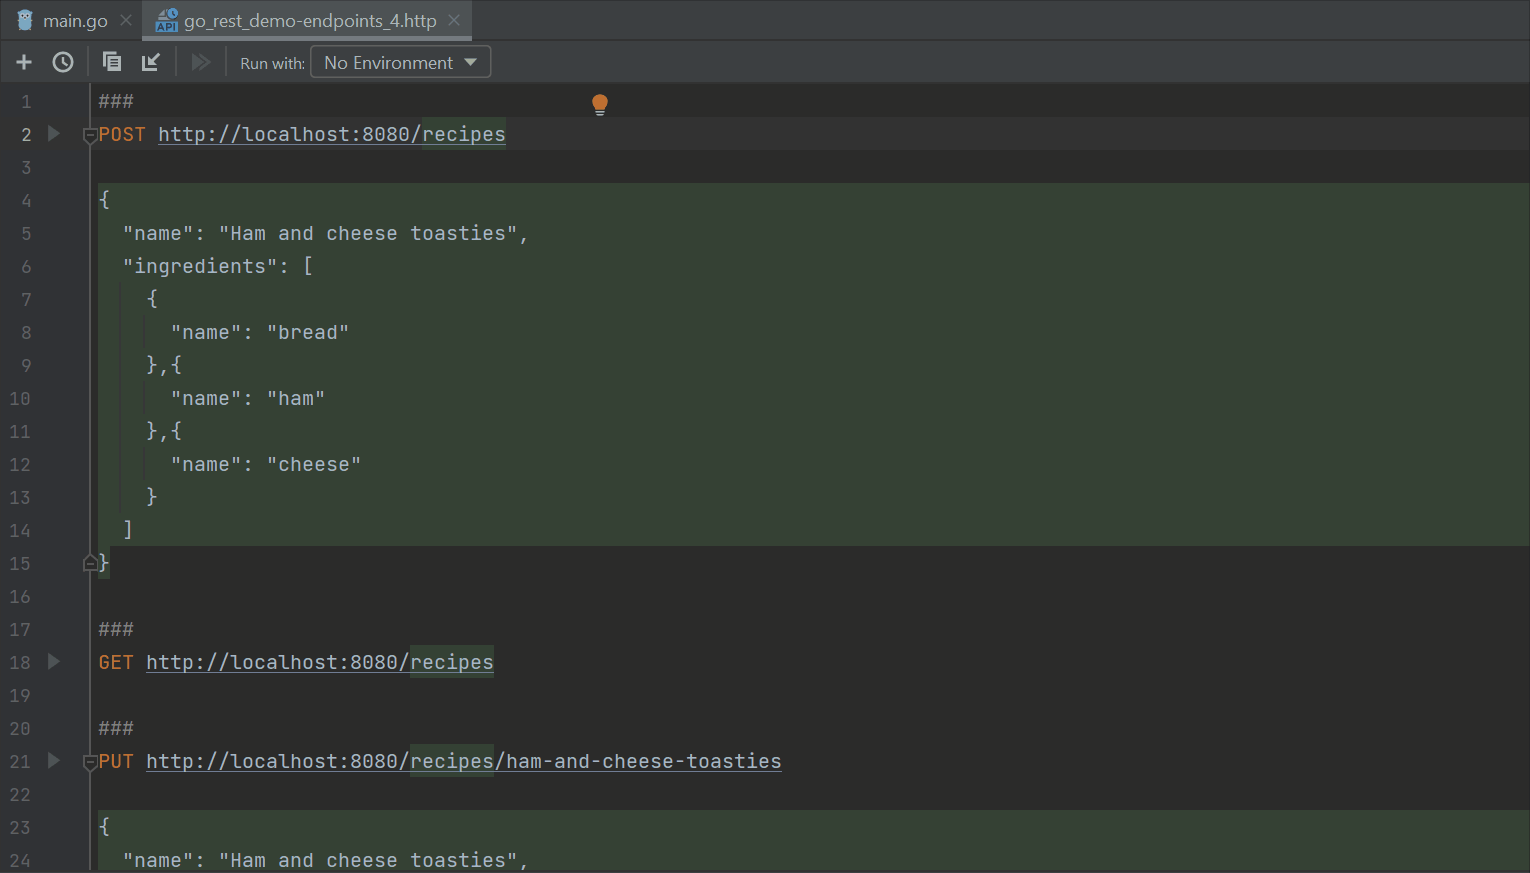 main.go
go_rest_demo-endpoints_4.http
API
Run with: No Environment
1 ###
2 POST http://localhost:8080/recipes
3
4 {
5 "name": "Ham and cheese toasties",
6 "ingredients": [
7 {
8 "name": "bread"
9 },{
10 "name": "ham"
11 },{
12 "name": "cheese"
13 }
14 ]
15 }
16
17 ###
18 GET http://localhost:8080/recipes
19
20 ###
21 PUT http://localhost:8080/recipes/ham-and-cheese-toasties
22
23 {
24 "name": "Ham and cheese toasties",